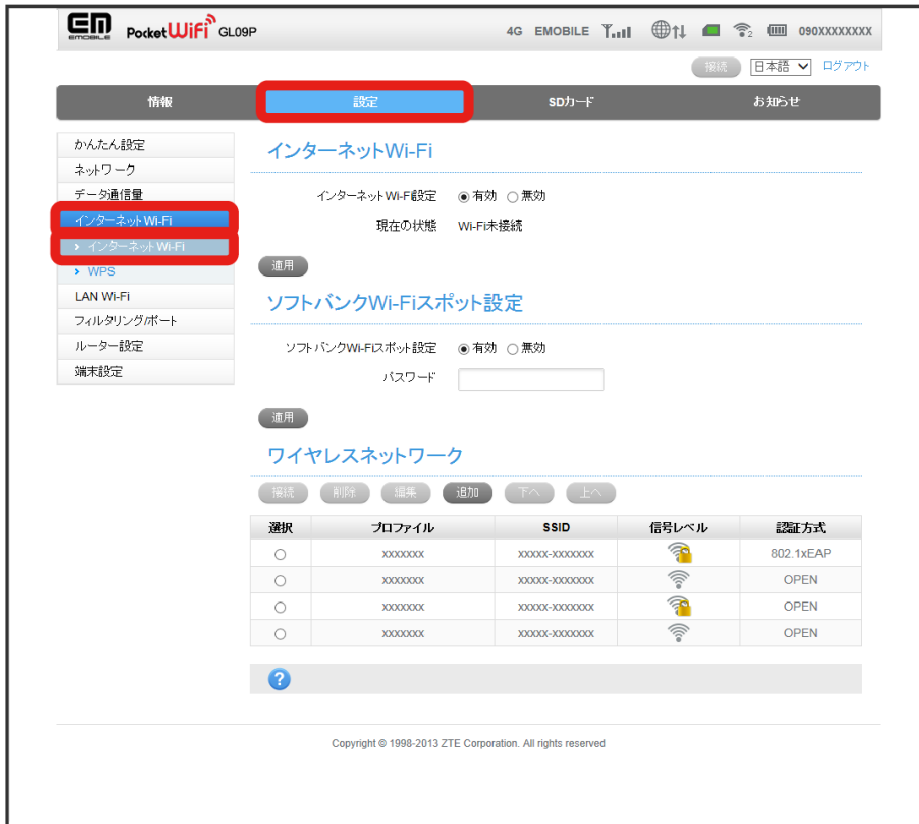 EM EMOBILE Pocket WiFi GL09P 4G EMOBILE 2 090XXXXXXXX
接続 日本語 ログアウト
情報 設定 SDカード お知らせ
かんたん設定
ネットワーク
データ通信量
インターネットWi-Fi
› インターネットWi-Fi
› WPS
LAN Wi-Fi
フィルタリング/ポート
ルーター設定
端末設定
インターネットWi-Fi
インターネットWi-Fi設定 有効 無効
現在の状態 Wi-Fi未接続
適用
ソフトバンクWi-Fiスポット設定
ソフトバンクWi-Fiスポット設定 有効 無効
パスワード
適用
ワイヤレスネットワーク
接続 削除 編集 追加 下へ 上へ
選択 プロファイル SSID 信号レベル 認証方式
xxxxxxx xxxxx-xxxxxxx 802.1xEAP
xxxxxxx xxxxx-xxxxxxx OPEN
xxxxxxx xxxxx-xxxxxxx OPEN
xxxxxxx xxxxx-xxxxxxx OPEN
?
Copyright © 1998-2013 ZTE Corporation. All rights reserved